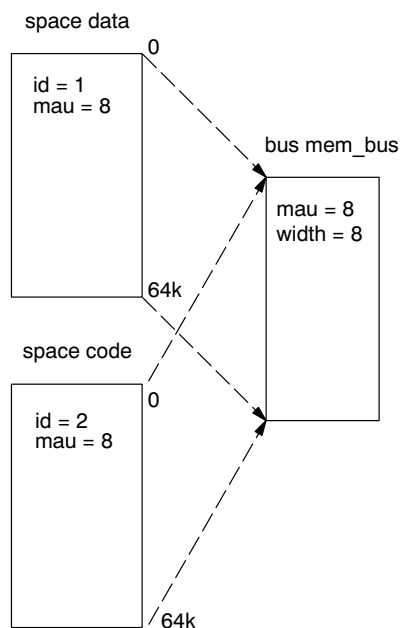 space data
0
id = 1
mau = 8
bus mem_bus
mau = 8
width = 8
64k
space code
0
id = 2
mau = 8
64k